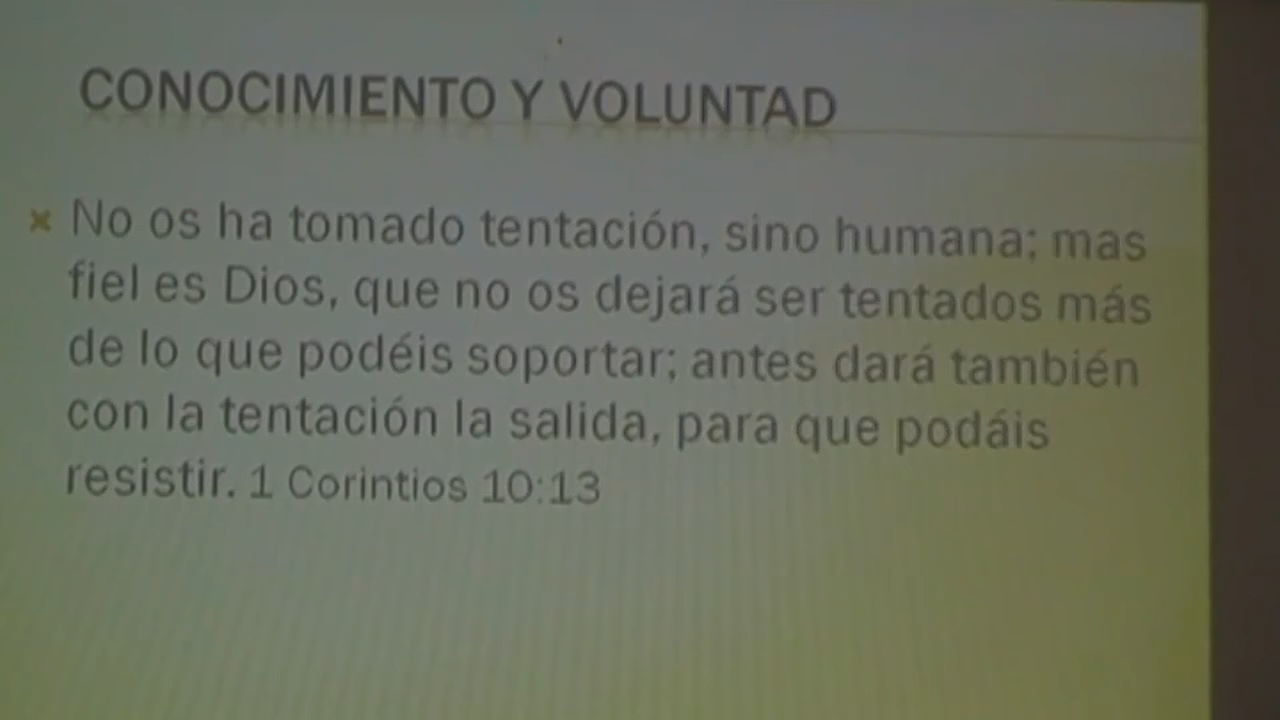 CONOCIMIENTO Y VOLUNTAD
No os ha tomado tentación, sino humana; mas
fiel es Dios, que no os dejará ser tentados más
de lo que podéis soportar; antes dará también
con la tentación la salida, para que podáis
resistir. 1 Corintios 10:13